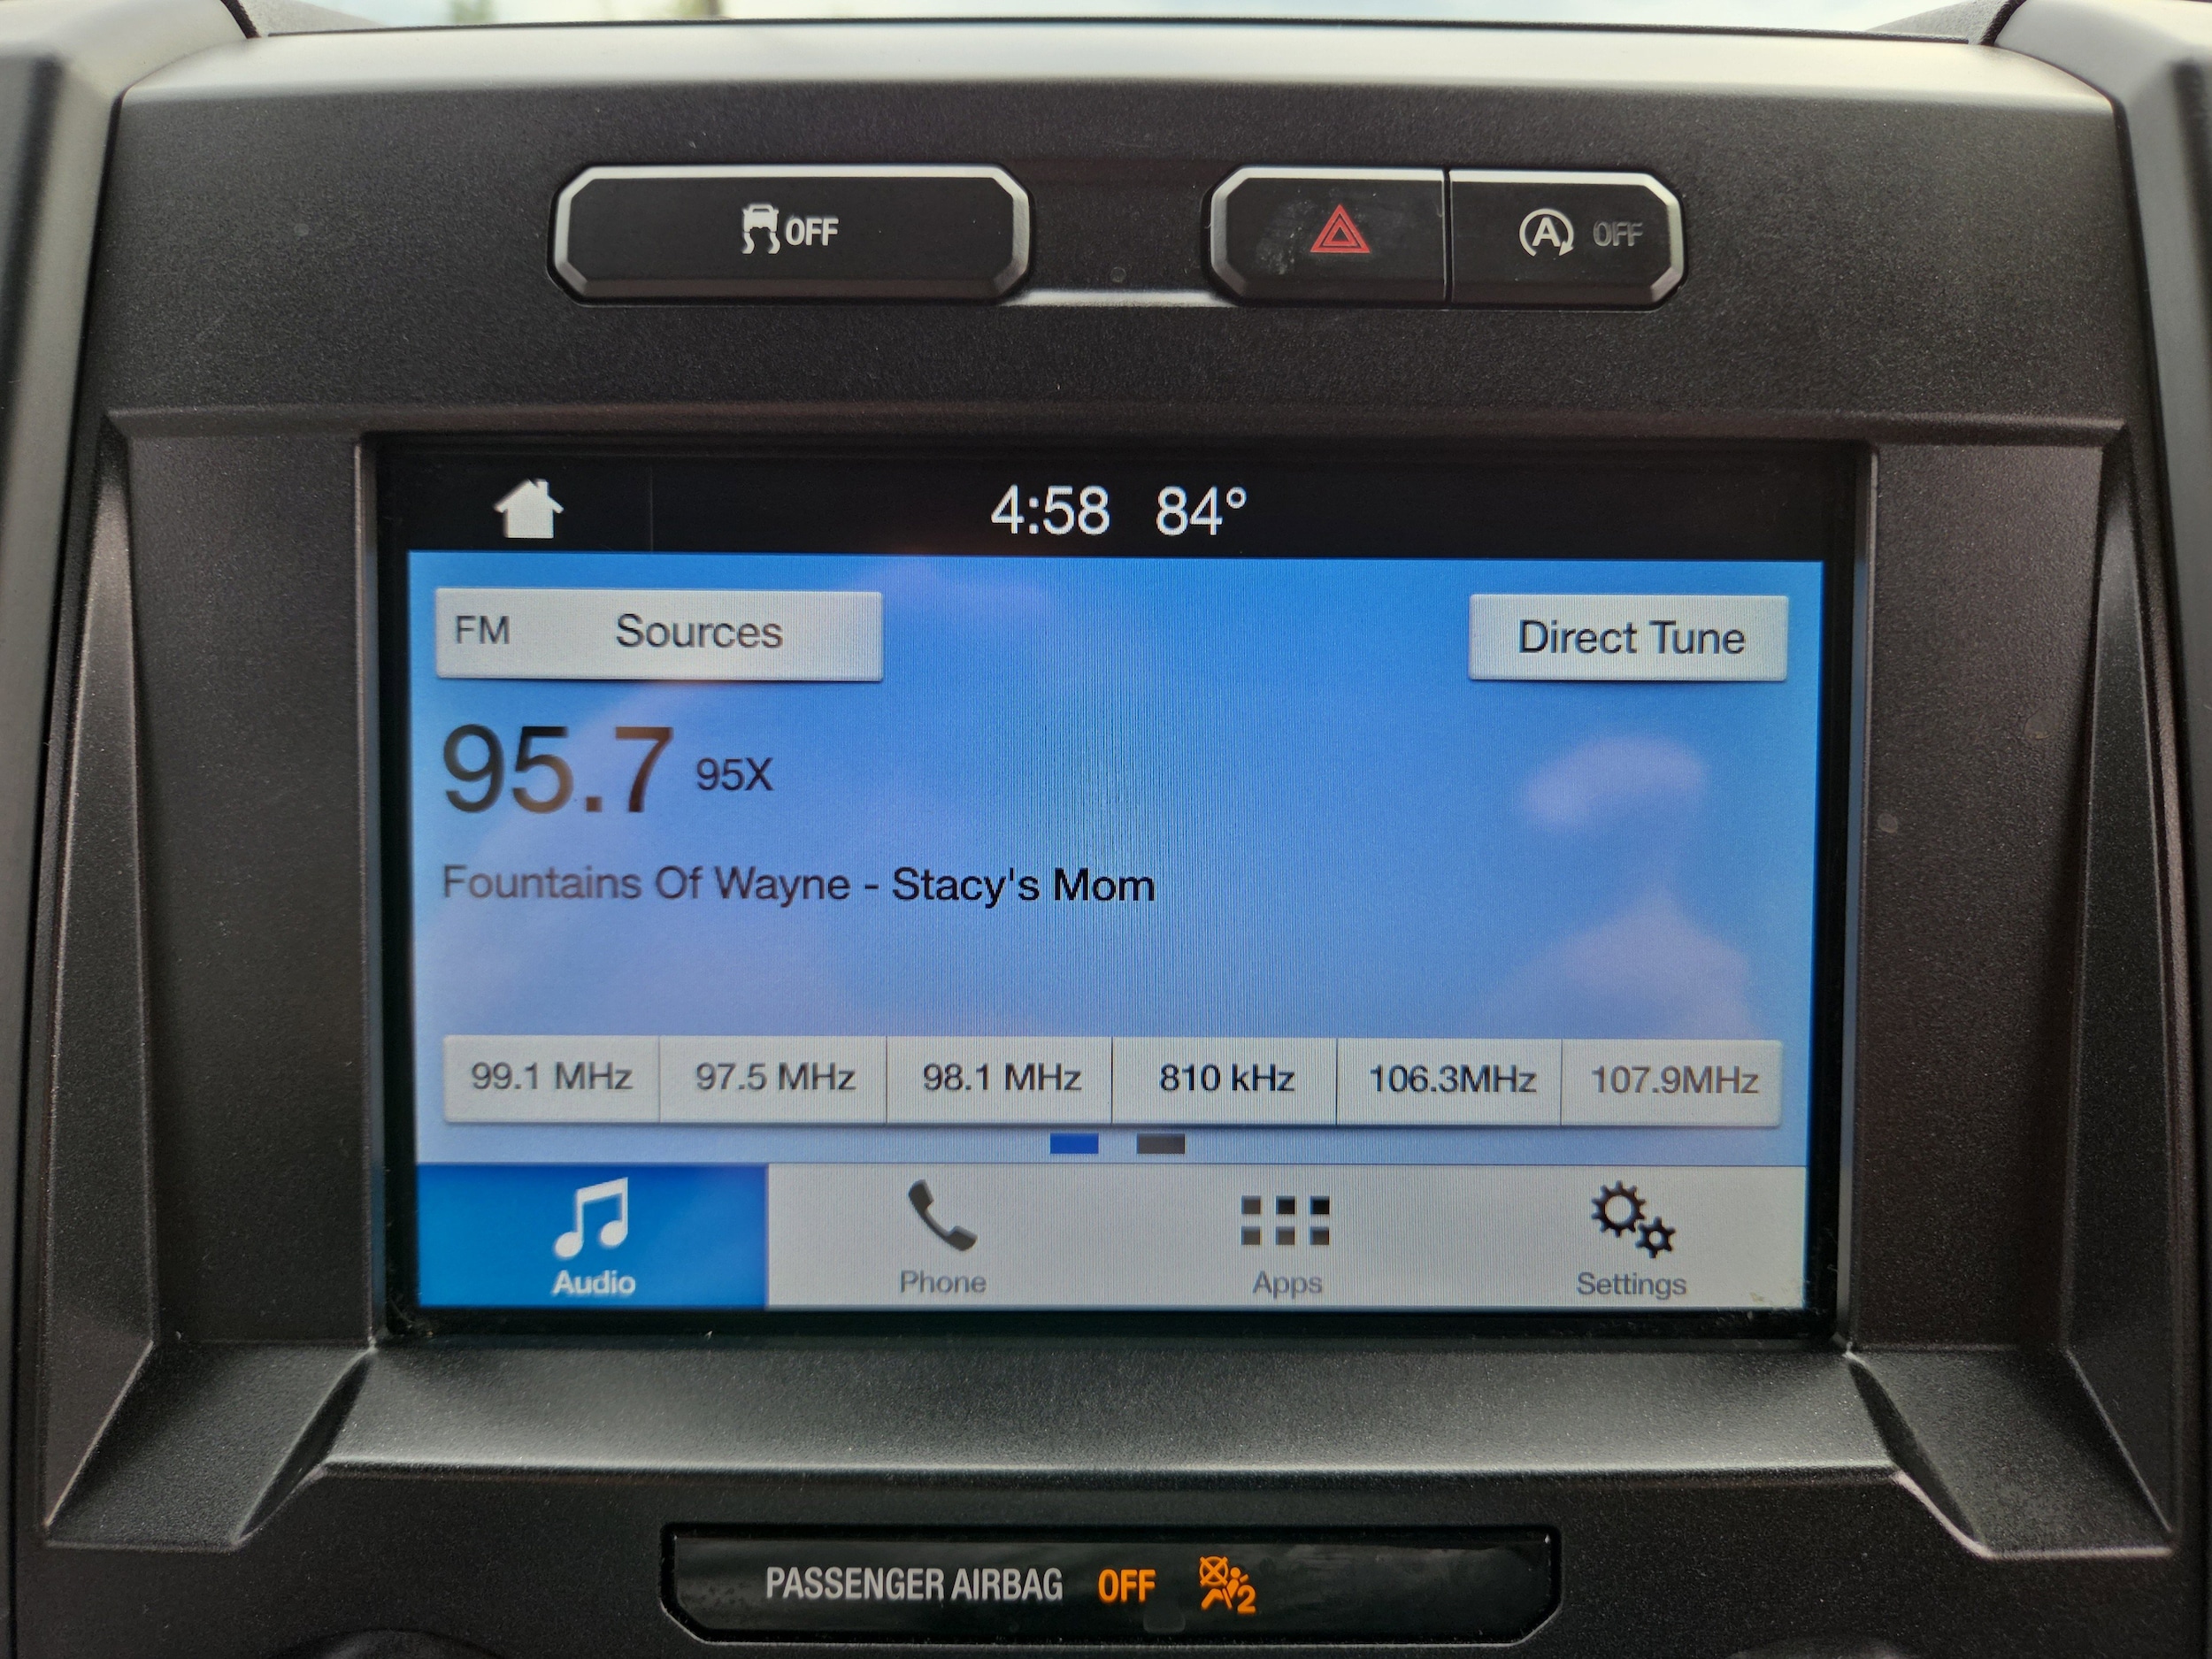 OFF
A OFF
4:58 84°
FM Sources
Direct Tune
95.7 95X
Fountains Of Wayne - Stacy's Mom
99.1 MHz 97.5 MHz 98.1 MHz 810 kHz 106.3MHz 107.9MHz
Audio Phone Apps Settings
PASSENGER AIRBAG OFF 2